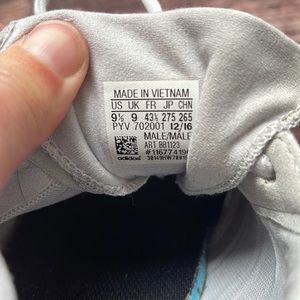 MADE IN VIETNAM
US UK FR JP CHN
9½ 9 43⅓ 275 265
PYV 702001 12/16
MALE/MALE
ART BB1123
adidas